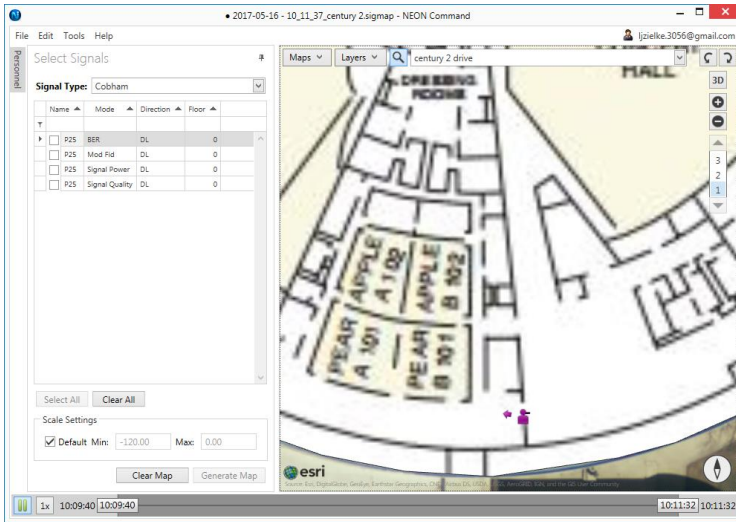 ● 2017-05-16 - 10_11_37_century 2.sigmap - NEON Command
File Edit Tools Help
ljzielke.3056@gmail.com
Personnel
Select Signals
Signal Type: Cobham
Name Mode Direction Floor
P25 BER DL 0
P25 Mod Fid DL 0
P25 Signal Power DL 0
P25 Signal Quality DL 0
Select All Clear All
Scale Settings
Default Min: -120.00 Max: 0.00
Clear Map Generate Map
Maps Layers century 2 drive
3D
3
2
1
DRESSING
ROOMS
HALL
APPLE
A 102
APPLE
B 102
PEAR
A 101
PEAR
B 101
esri
1x 10:09:40 10:09:40 10:11:32 10:11:32